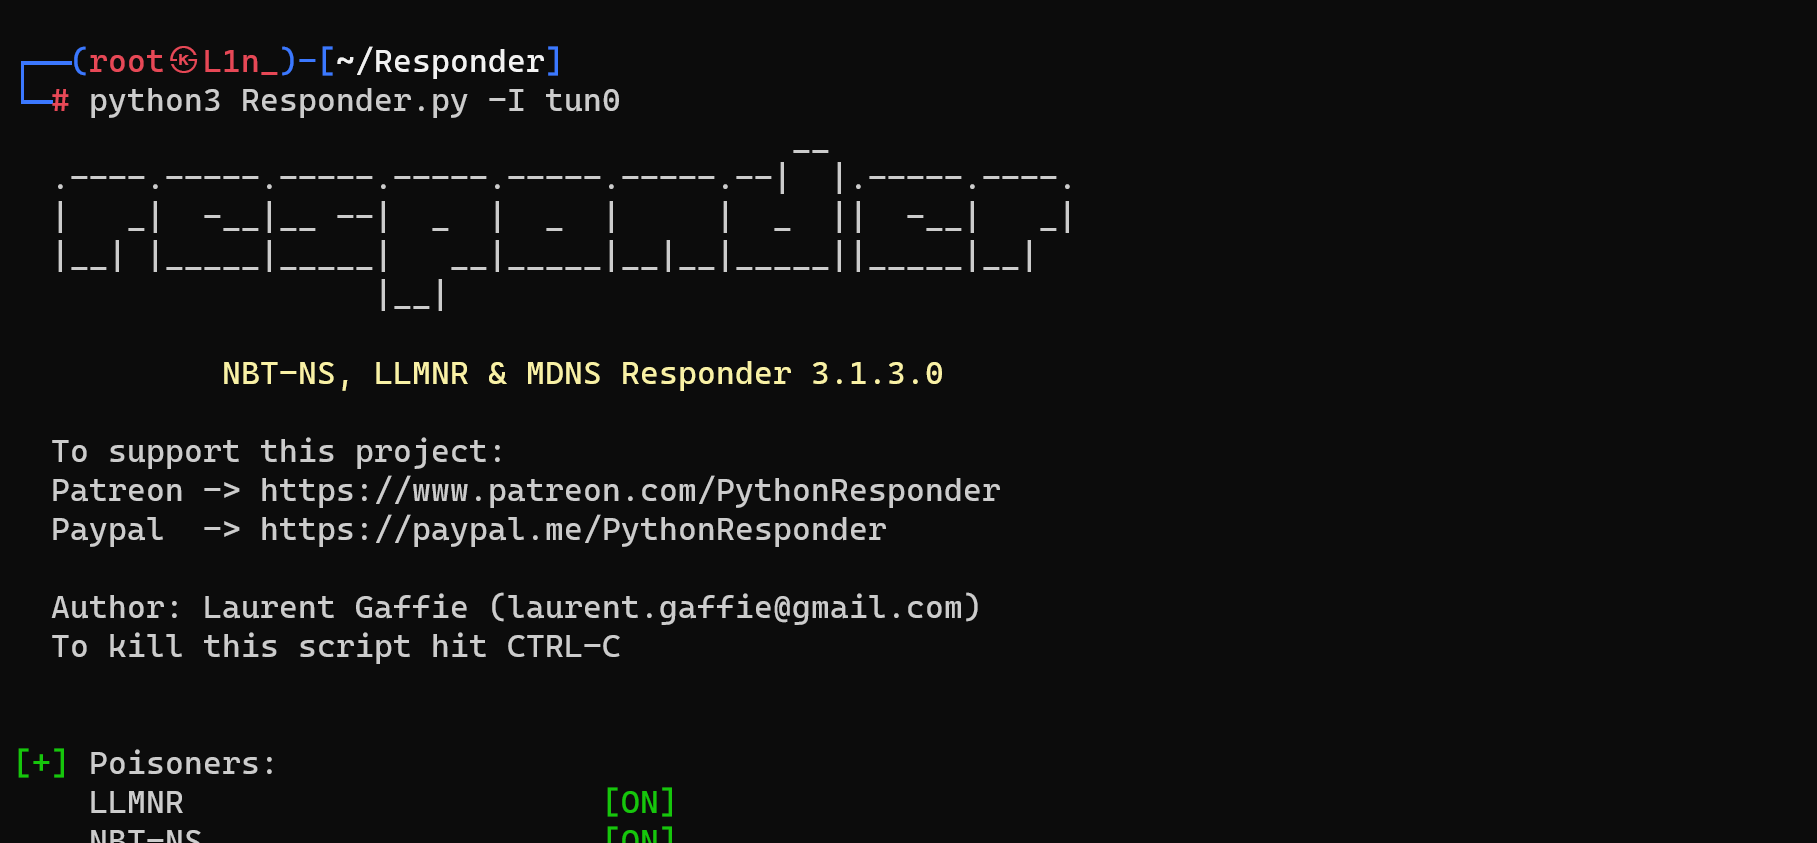 ┌──(root㉿L1n_)-[~/Responder]
└─# python3 Responder.py -I tun0
                                         __
  .----.-----.-----.-----.-----.-----.--|  |.-----.----.
  |   _|  -__|__ --|  _  |  _  |     |  _  ||  -__|   _|
  |__| |_____|_____|   __|_____|__|__|_____||_____|__|
                   |__|
NBT-NS, LLMNR & MDNS Responder 3.1.3.0
To support this project:
Patreon -> https://www.patreon.com/PythonResponder
Paypal  -> https://paypal.me/PythonResponder
Author: Laurent Gaffie (laurent.gaffie@gmail.com)
To kill this script hit CTRL-C
[+] Poisoners:
LLMNR [ON]
NBT-NS [ON]